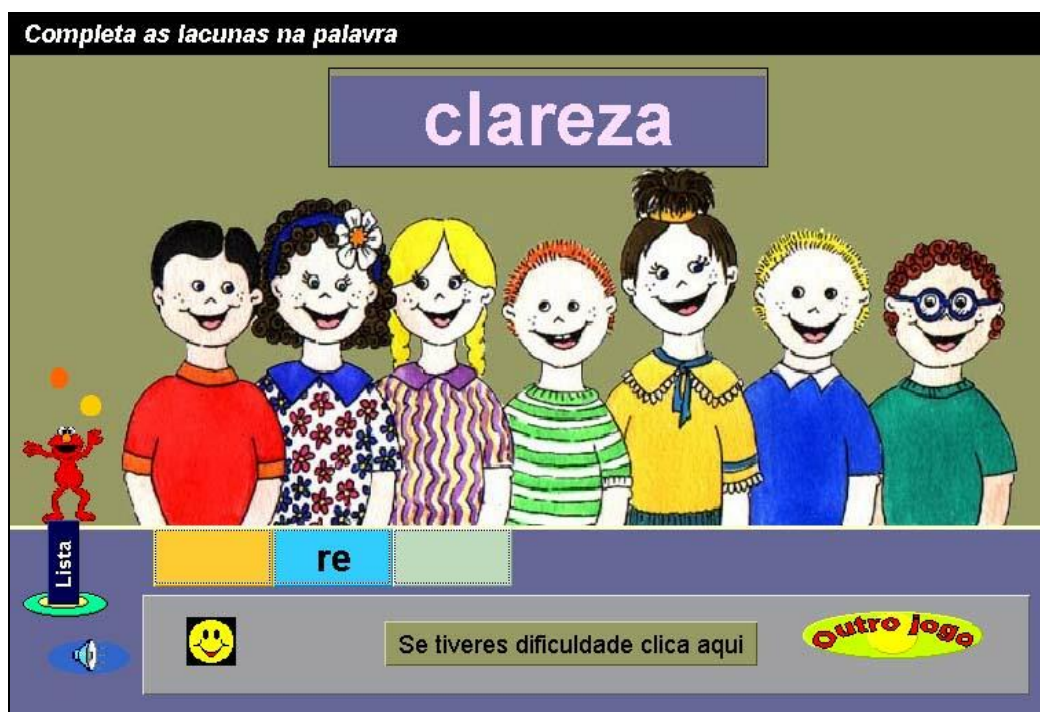 Completa as lacunas na palavra
clareza
re
Lista
Se tiveres dificuldade clica aqui
Outro jogo